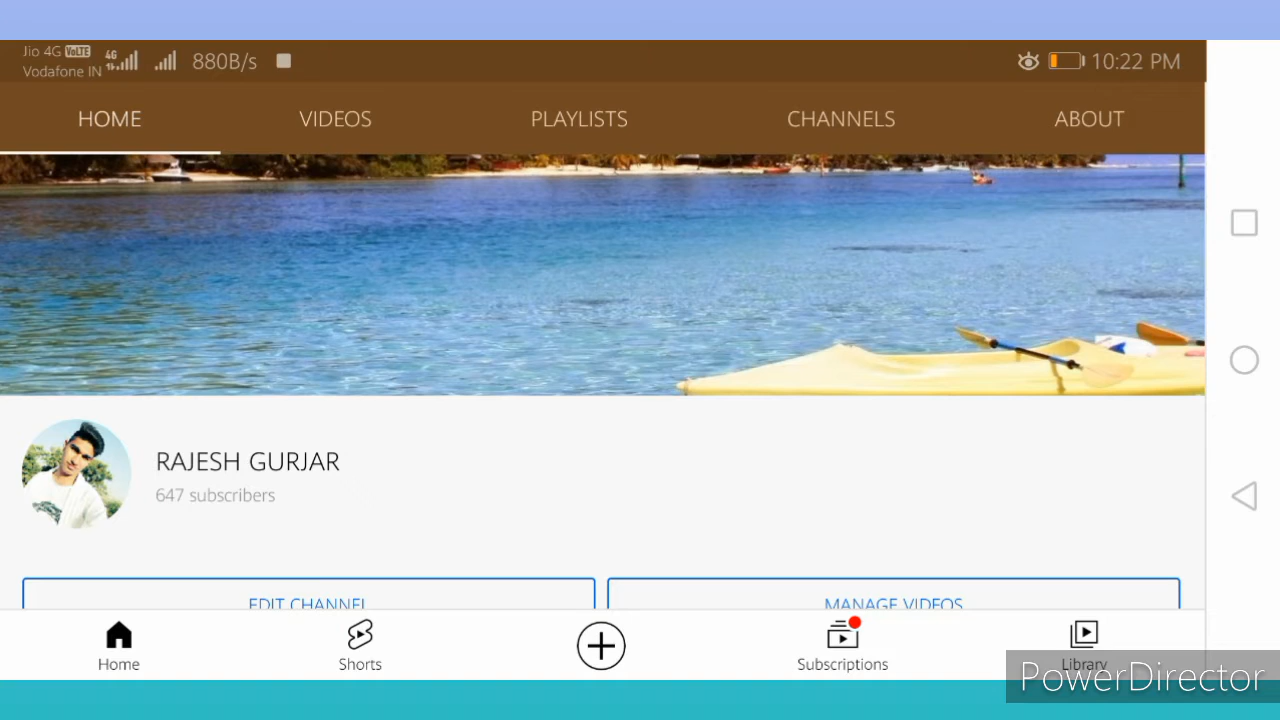 Jio 4G VoLTE
Vodafone IN
4G
880B/s
10:22 PM
HOME
VIDEOS
PLAYLISTS
CHANNELS
ABOUT
RAJESH GURJAR
647 subscribers
EDIT CHANNEL
MANAGE VIDEOS
Home
Shorts
Subscriptions
Library
PowerDirector